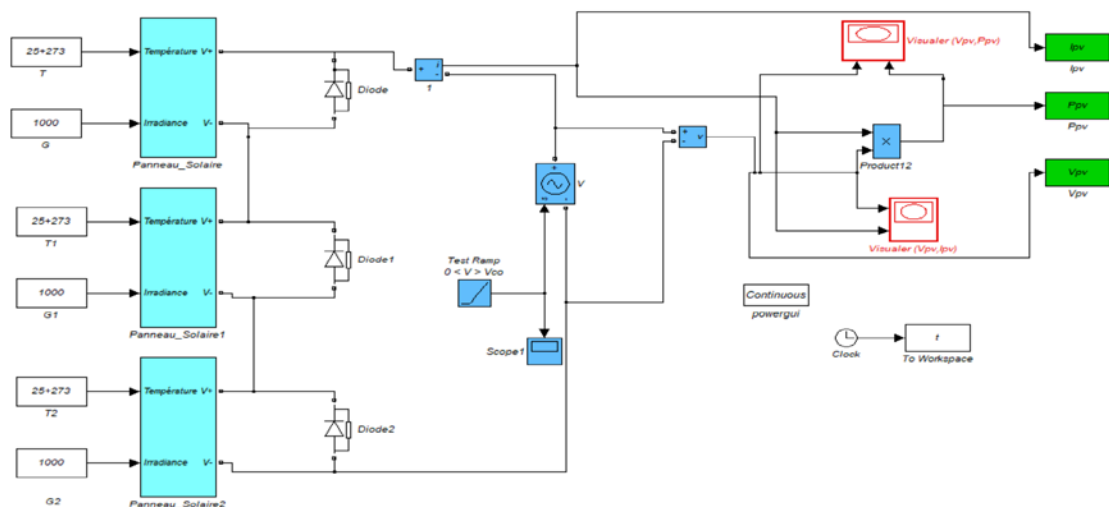 25+273
T
1000
G
Température V+
Irradiance V-
Panneau_Solaire
Diode
+ i
-
1
25+273
T1
1000
G1
Température V+
Irradiance V-
Panneau_Solaire1
Diode1
25+273
T2
1000
G2
Température V+
Irradiance V-
Panneau_Solaire2
Diode2
Test Ramp
0 < V > Vco
Scope1
+
V
-
+ v
-
Visualer (Vpv,Ppv)
×
Product12
Visualer (Vpv,Ipv)
Ipv
Ipv
Ppv
Ppv
Vpv
Vpv
Continuous
powergui
Clock
t
To Workspace